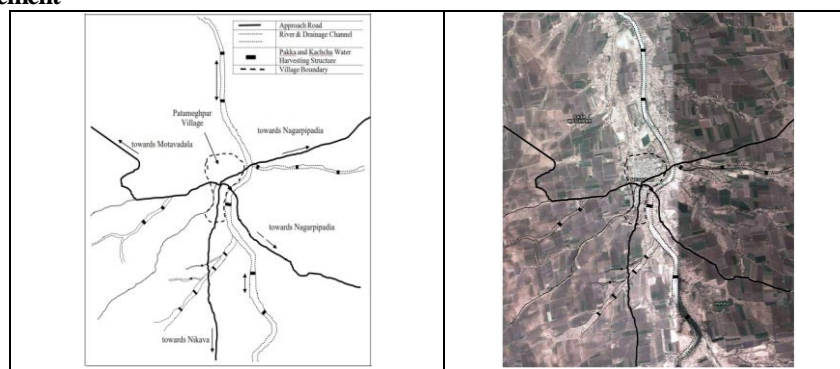 ement
Approach Road
River & Drainage Channel
Pakka and Kachcha Water
Harvesting Structure
Village Boundary
Patameghpar
Village
towards Nagarpipadia
towards Motavadala
towards Nagarpipadia
towards Nikava